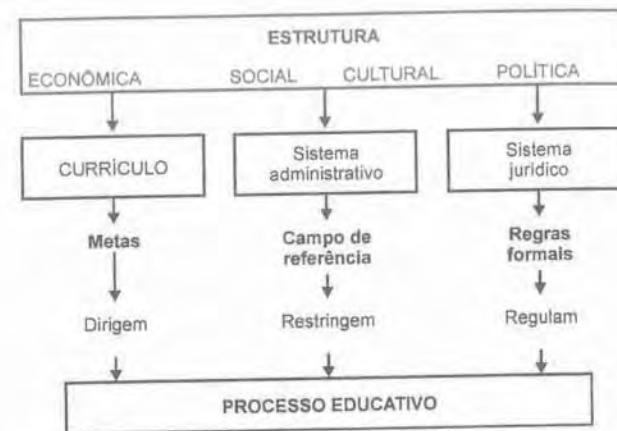 ESTRUTURA
ECONÔMICA SOCIAL CULTURAL POLÍTICA
CURRÍCULO
Sistema
administrativo
Sistema
jurídico
Metas
Campo de
referência
Regras
formais
Dirigem
Restringem
Regulam
PROCESSO EDUCATIVO